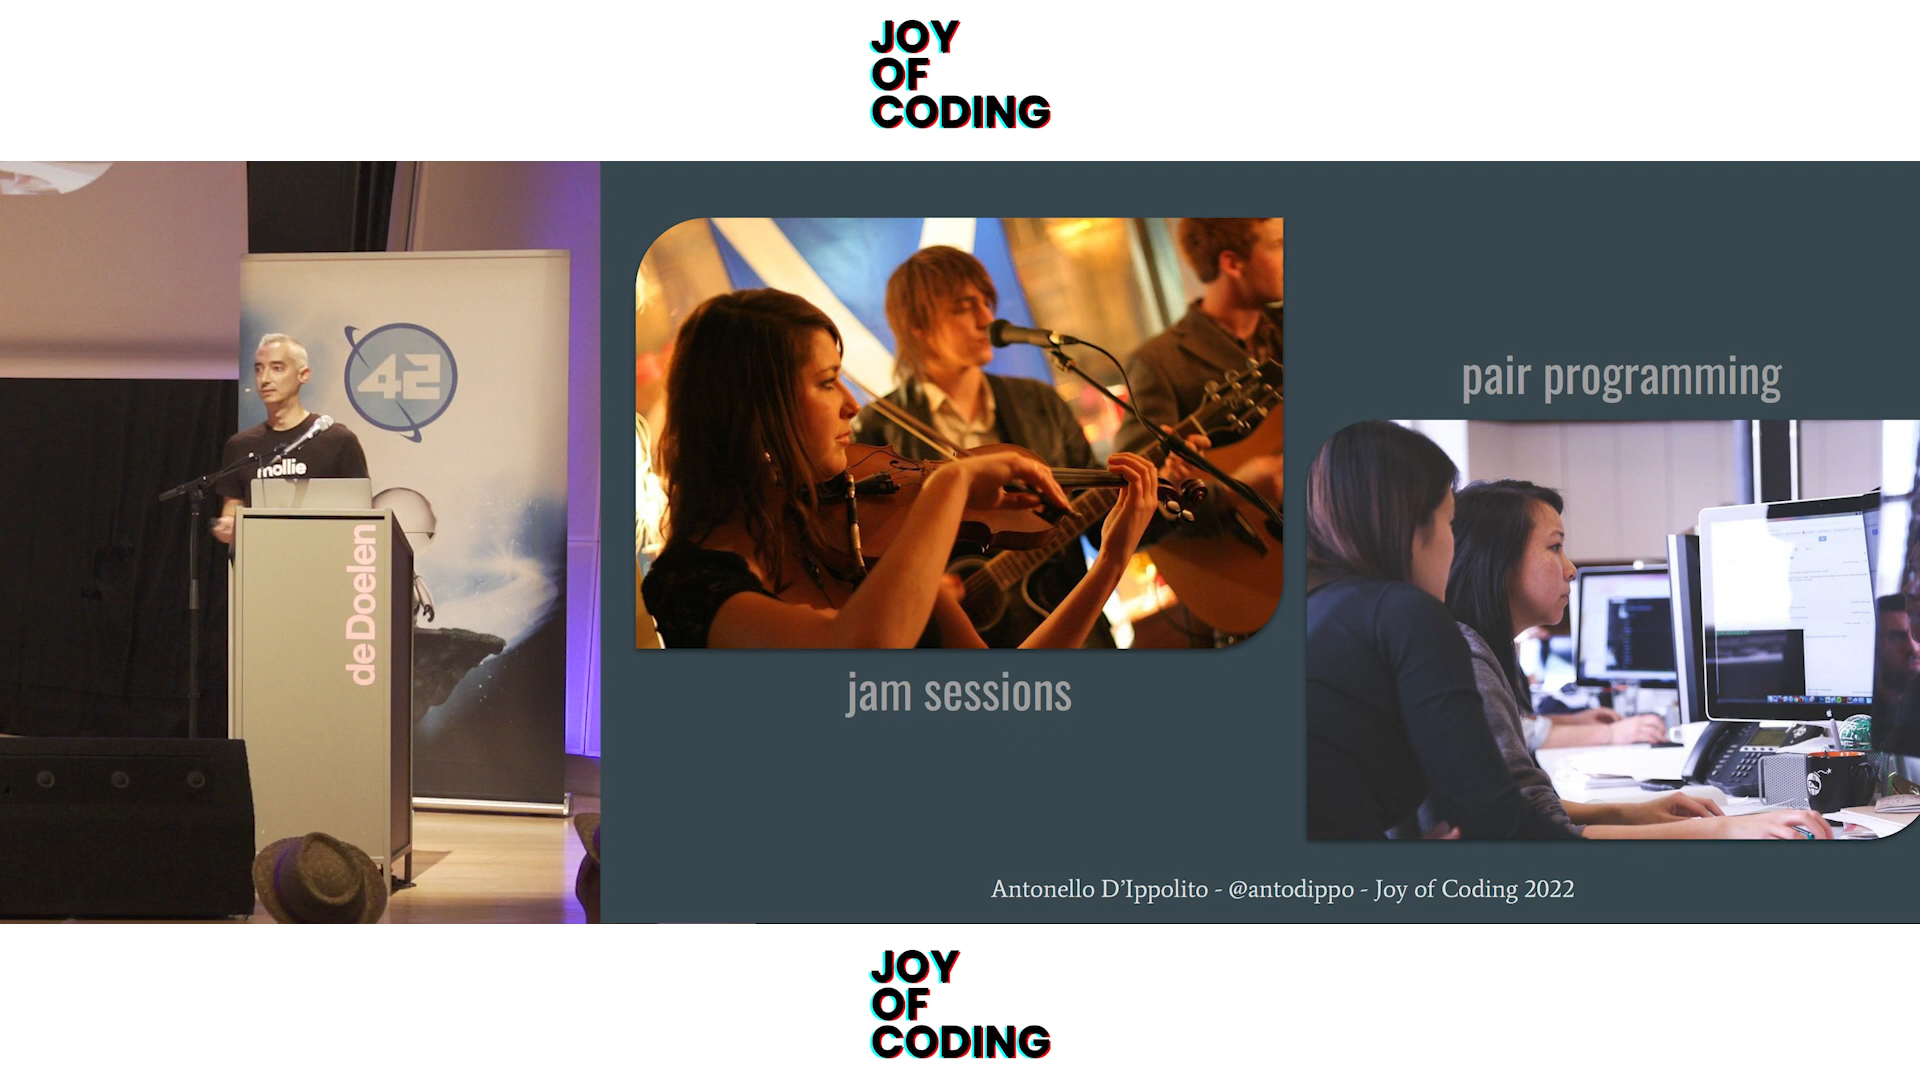 JOY
OF
CODING
42
mollie
deDoelen
jam sessions
pair programming
Antonello D'Ippolito - @antodippo - Joy of Coding 2022
JOY
OF
CODING